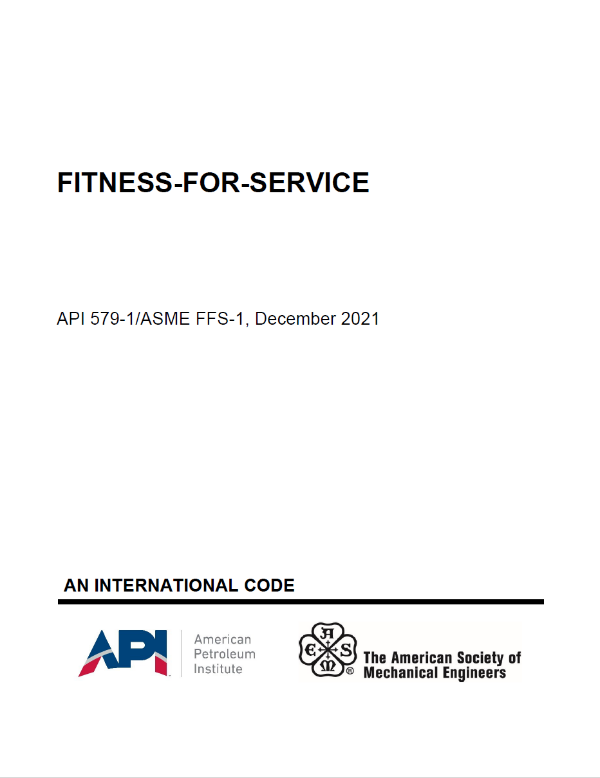 FITNESS-FOR-SERVICE
API 579-1/ASME FFS-1, December 2021
AN INTERNATIONAL CODE
API
American
Petroleum
Institute
A
E S
M
®
The American Society of
Mechanical Engineers